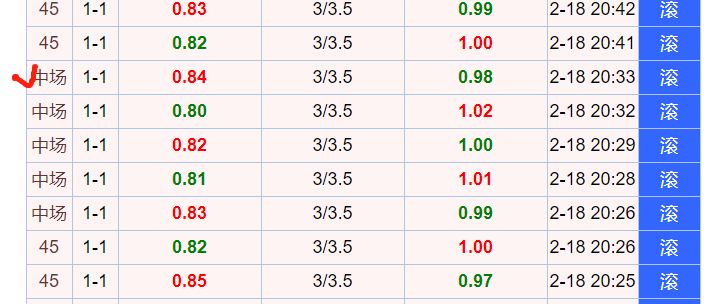 45 1-1 0.83 3/3.5 0.99 2-18 20:42 滚
45 1-1 0.82 3/3.5 1.00 2-18 20:41 滚
中场 1-1 0.84 3/3.5 0.98 2-18 20:33 滚
中场 1-1 0.80 3/3.5 1.02 2-18 20:32 滚
中场 1-1 0.82 3/3.5 1.00 2-18 20:29 滚
中场 1-1 0.81 3/3.5 1.01 2-18 20:28 滚
中场 1-1 0.83 3/3.5 0.99 2-18 20:26 滚
45 1-1 0.82 3/3.5 1.00 2-18 20:26 滚
45 1-1 0.85 3/3.5 0.97 2-18 20:25 滚